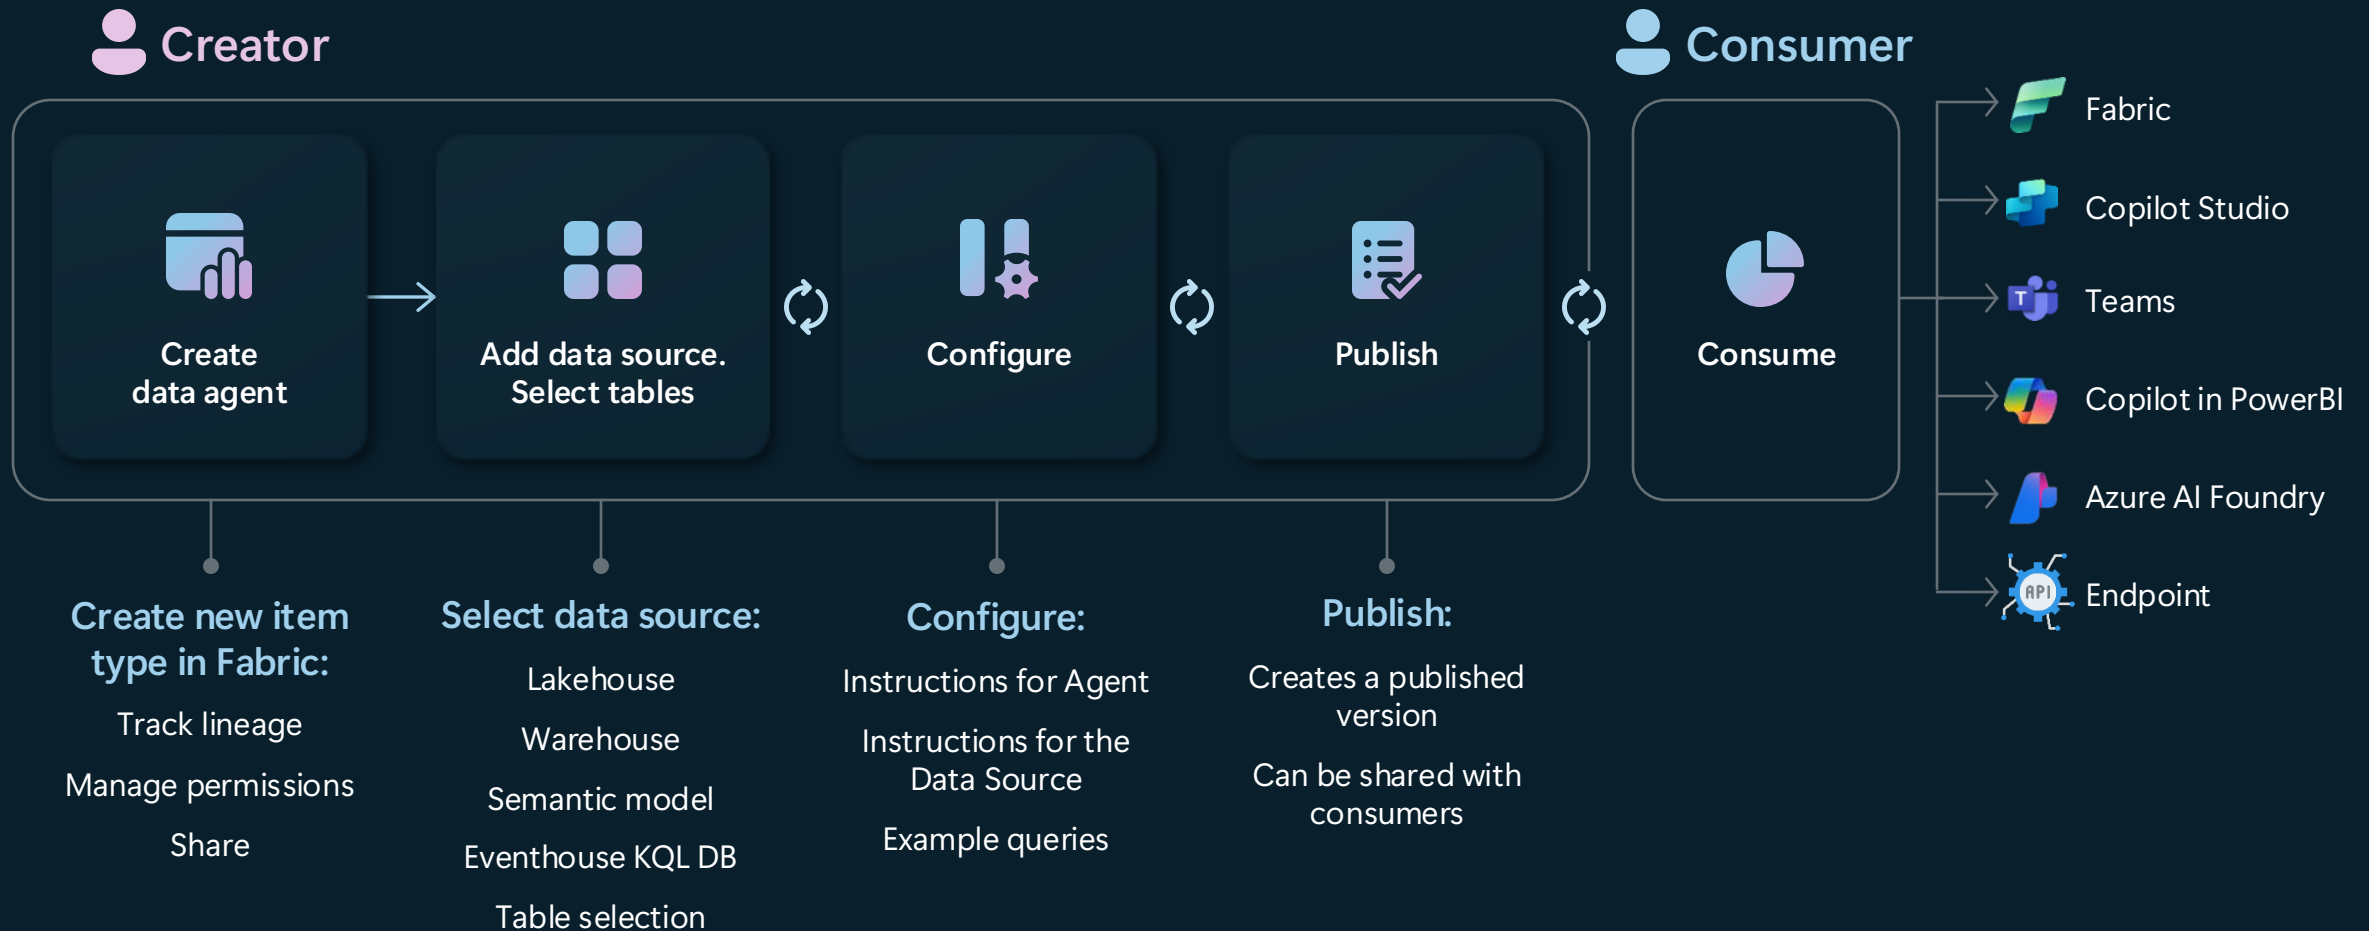 Creator
Consumer
Create
data agent
Add data source.
Select tables
Configure
Publish
Consume
Fabric
Copilot Studio
T
Teams
Copilot in PowerBI
Azure AI Foundry
API
Endpoint
Create new item
type in Fabric:
Track lineage
Manage permissions
Share
Select data source:
Lakehouse
Warehouse
Semantic model
Eventhouse KQL DB
Table selection
Configure:
Instructions for Agent
Instructions for the
Data Source
Example queries
Publish:
Creates a published
version
Can be shared with
consumers